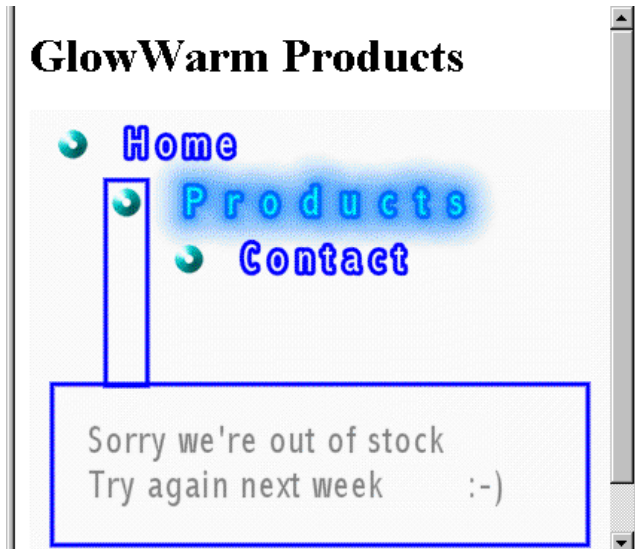 GlowWarm Products
Home
Products
Contact
Sorry we're out of stock
Try again next week :-)